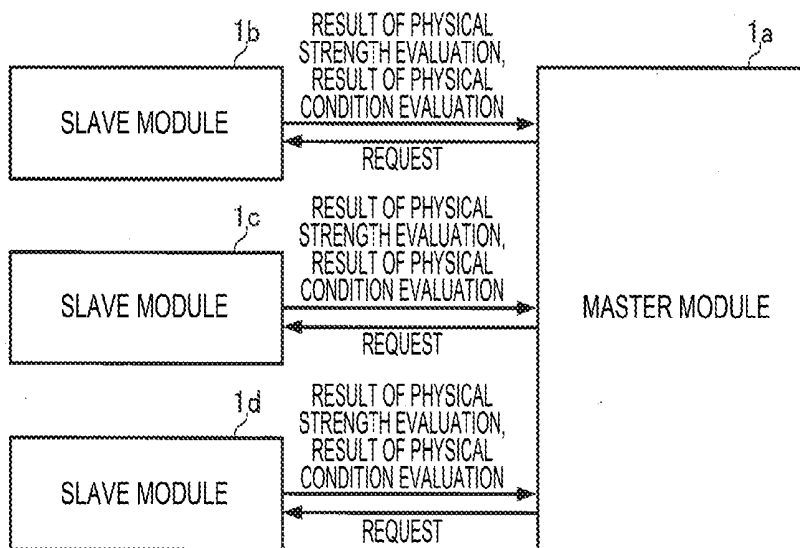 1b
RESULT OF PHYSICAL
STRENGTH EVALUATION,
RESULT OF PHYSICAL
CONDITION EVALUATION
1a
SLAVE MODULE
REQUEST
1c
RESULT OF PHYSICAL
STRENGTH EVALUATION,
RESULT OF PHYSICAL
CONDITION EVALUATION
SLAVE MODULE
MASTER MODULE
REQUEST
1d
RESULT OF PHYSICAL
STRENGTH EVALUATION,
RESULT OF PHYSICAL
CONDITION EVALUATION
SLAVE MODULE
REQUEST